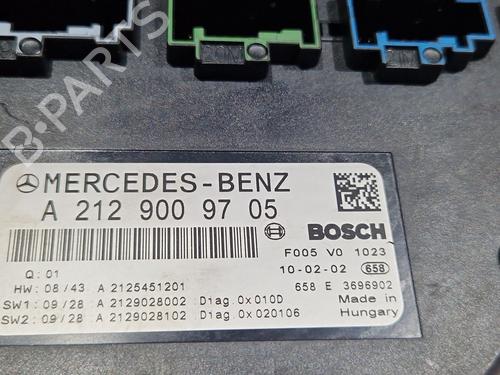 B-PARTS
MERCEDES-BENZ
A 212 900 97 05
BOSCH
F005 V0 1023
Q: 01
10-02-02 658
HW: 08/43 A 2125451201
658 E 3696902
SW1: 09/28 A 2129028002 Diag.0x010D
Made in
SW2: 09/28 A 2129028102 Diag.0x020106
Hungary